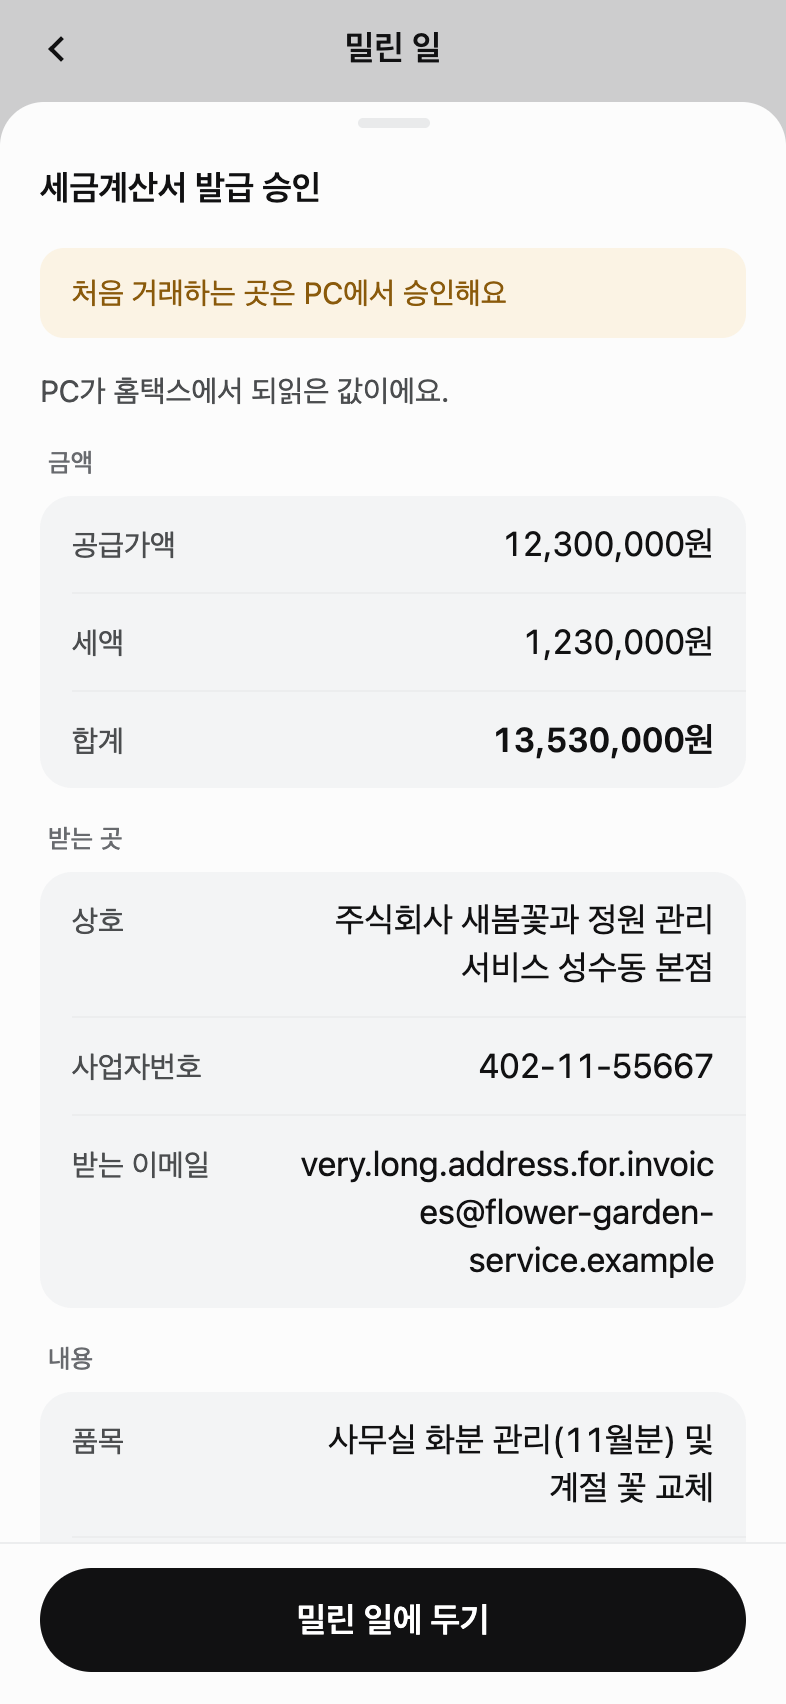 밀린 일
세금계산서 발급 승인
처음 거래하는 곳은 PC에서 승인해요
PC가 홈택스에서 되읽은 값이에요.
금액
공급가액 12,300,000원
세액 1,230,000원
합계 13,530,000원
받는 곳
상호 주식회사 새봄꽃과 정원 관리
서비스 성수동 본점
사업자번호 402-11-55667
받는 이메일 very.long.address.for.invoic
es@flower-garden-
service.example
내용
품목 사무실 화분 관리(11월분) 및
계절 꽃 교체
밀린 일에 두기